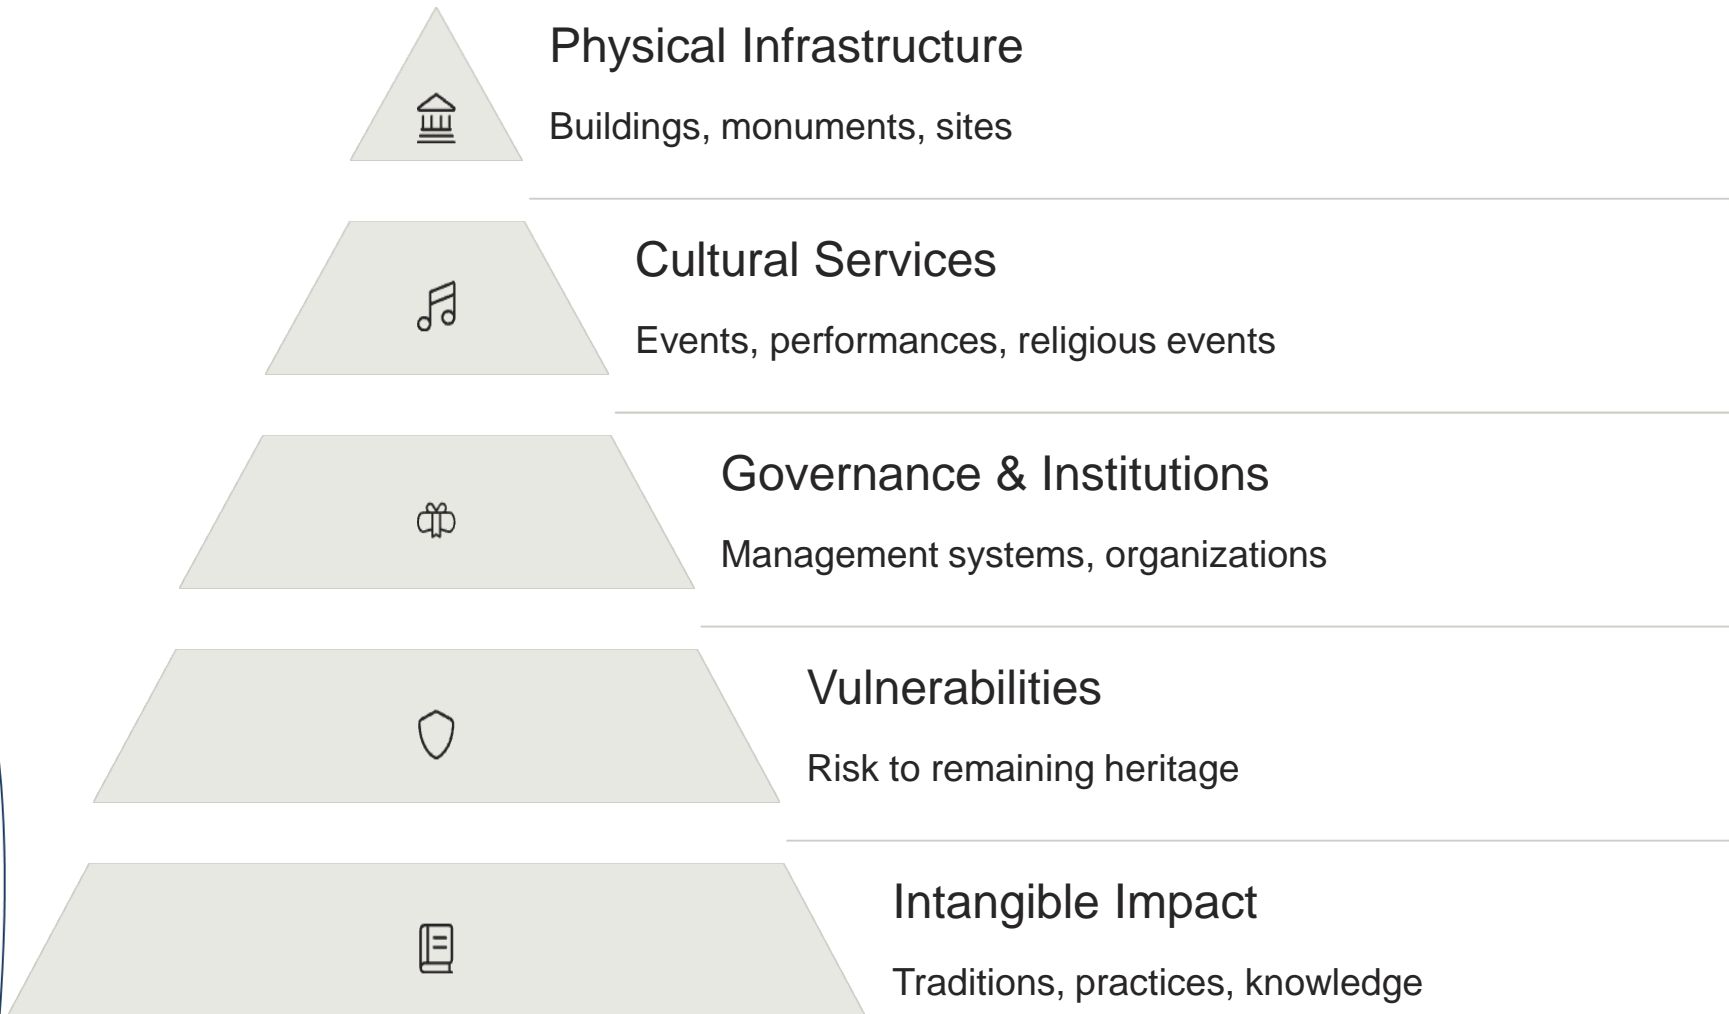 Physical Infrastructure
Buildings, monuments, sites
Cultural Services
Events, performances, religious events
Governance & Institutions
Management systems, organizations
Vulnerabilities
Risk to remaining heritage
Intangible Impact
Traditions, practices, knowledge